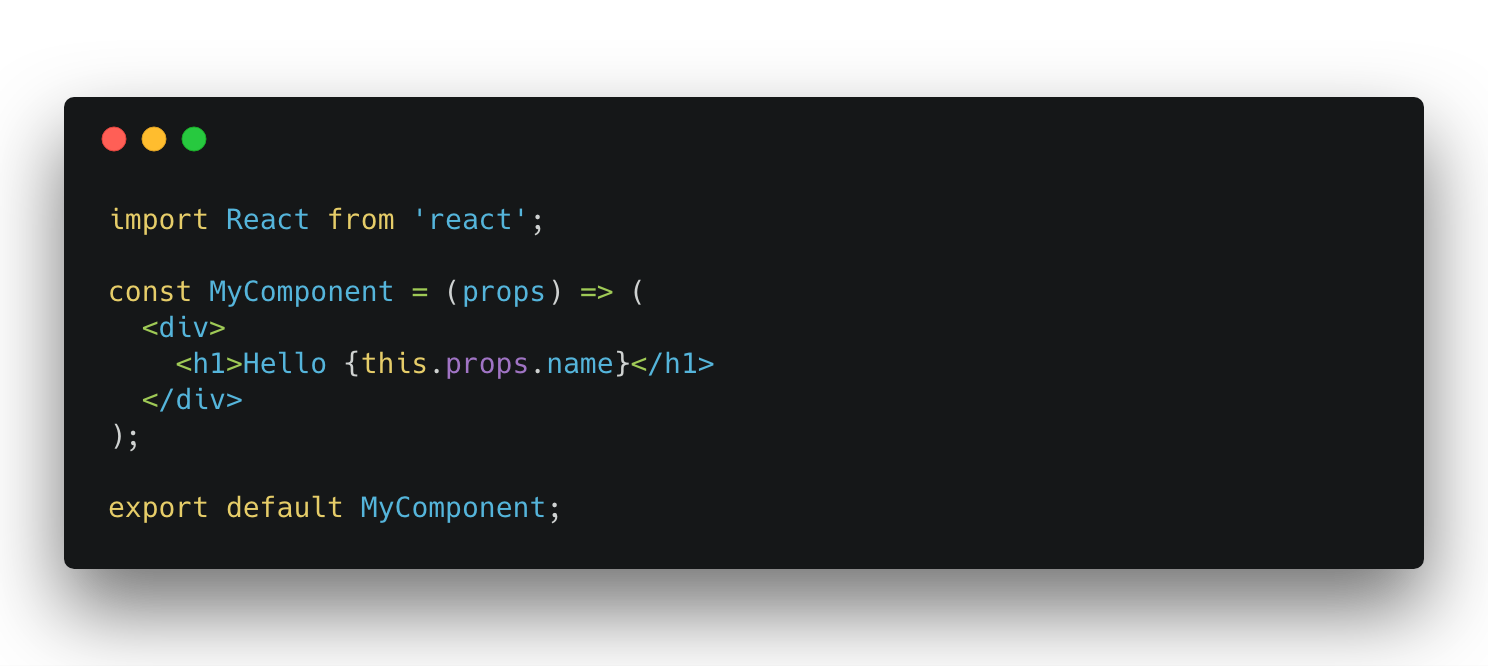 import React from 'react';
const MyComponent = (props) => (
<div>
<h1>Hello {this.props.name}</h1>
</div>
);
export default MyComponent;